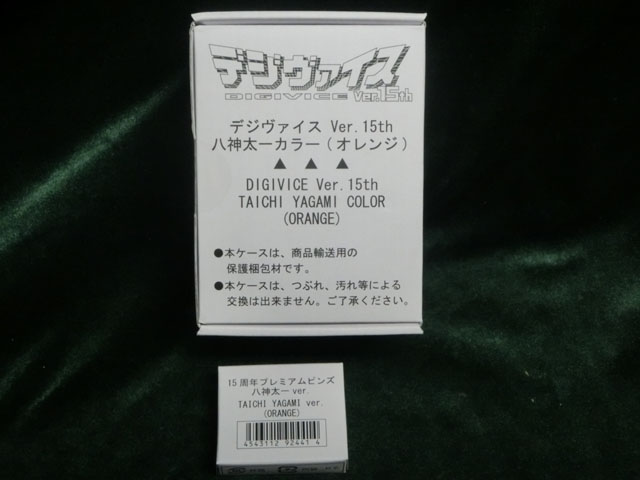 デジヴァイス
DIGIVICE Ver.15th
デジヴァイス Ver.15th
八神太一カラー(オレンジ)
▲ ▲ ▲
DIGIVICE Ver.15th
TAICHI YAGAMI COLOR
(ORANGE)
●本ケースは、商品輸送用の
保護梱包材です。
●本ケースは、つぶれ、汚れ等による
交換は出来ません。ご了承ください。
15周年プレミアムピンズ
八神太一 ver.
TAICHI YAGAMI ver.
(ORANGE)
4543112 92441 4